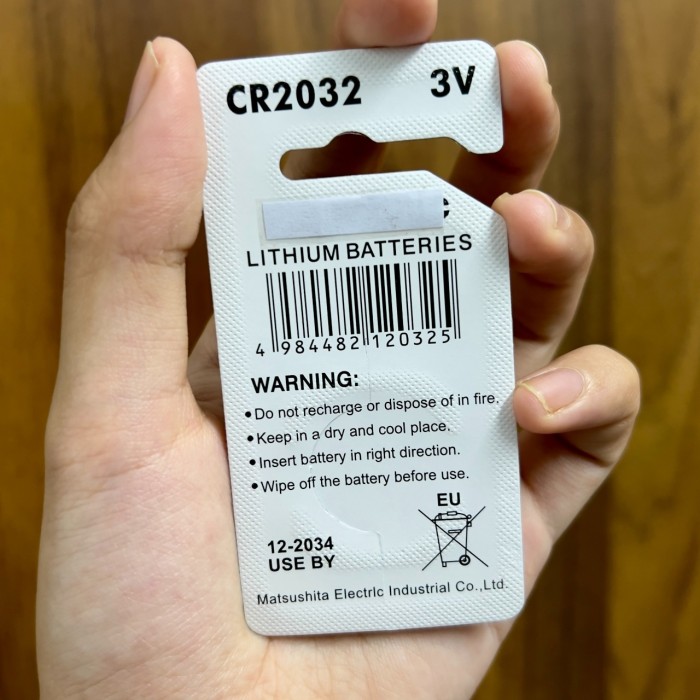 CR2032 3V
LITHIUM BATTERIES
4 984482 120325
WARNING:
• Do not recharge or dispose of in fire.
• Keep in a dry and cool place.
• Insert battery in right direction.
• Wipe off the battery before use.
EU
12-2034
USE BY
Matsushita Electric Industrial Co.,Ltd.